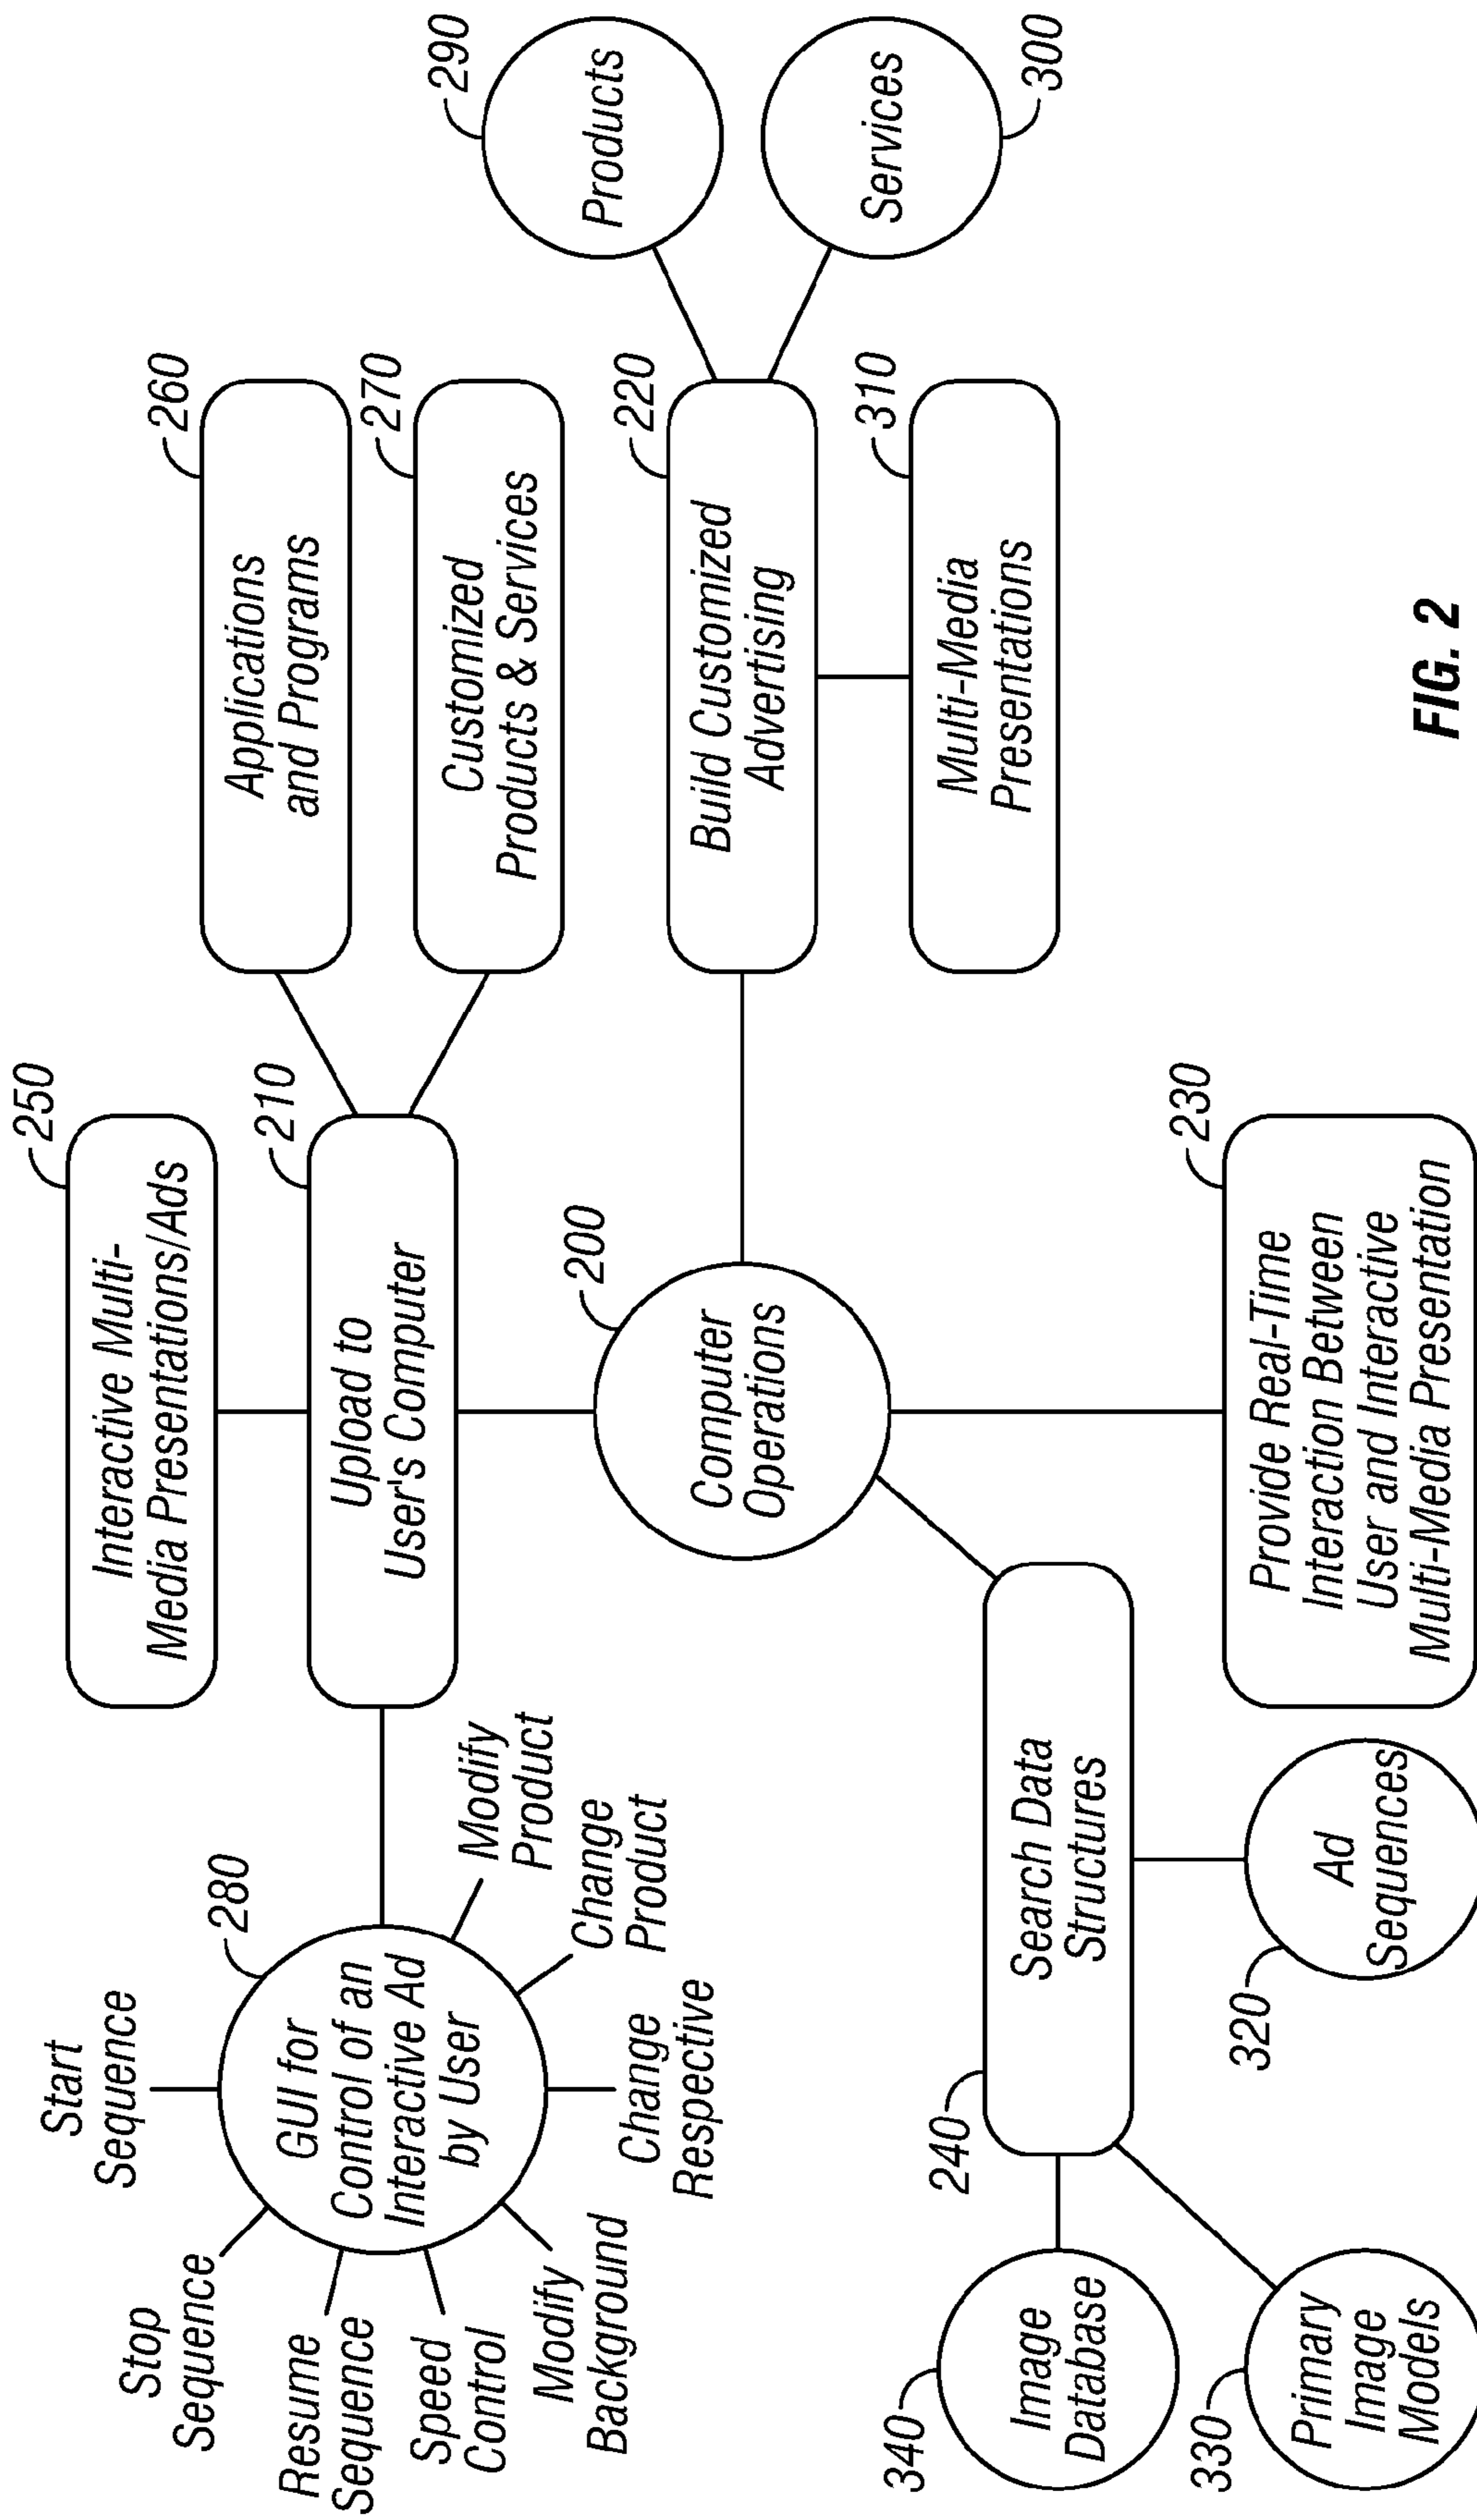 Start
Sequence
Stop
Sequence
Resume
Sequence
Speed
Control
Modify
Background
Change
Respective
Change
Product
Modify
Product
280
GUI for
Control of an
Interactive Ad
by User
250
Interactive Multi-
Media Presentations/Ads
210
Upload to
User's Computer
260
Applications
and Programs
270
Customized
Products & Services
200
Computer
Operations
220
Build Customized
Advertising
290
Products
300
Services
310
Multi-Media
Presentations
240
Search Data
Structures
340
Image
Database
330
Primary
Image
Models
320
Ad
Sequences
230
Provide Real-Time
Interaction Between
User and Interactive
Multi-Media Presentation
FIG. 2